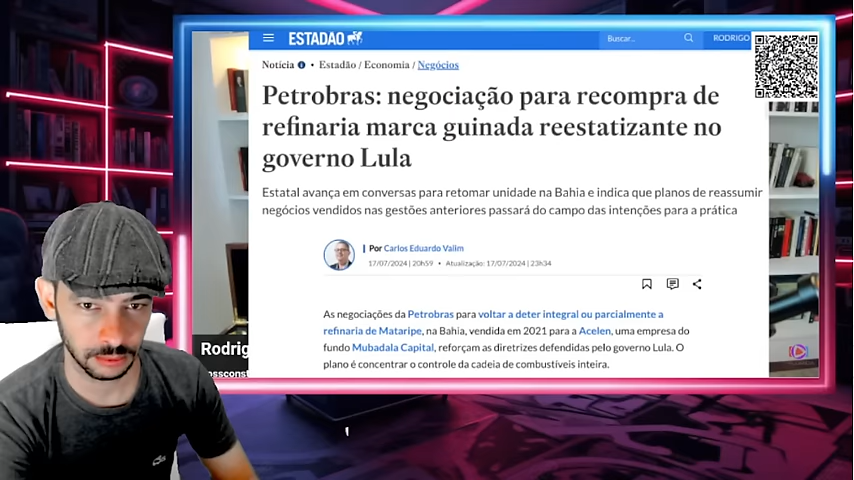 ESTADÃO
Buscar...
RODRIGO
Notícia • Estadão / Economia / Negócios
Petrobras: negociação para recompra de
refinaria marca guinada reestatizante no
governo Lula
Estatal avança em conversas para retomar unidade na Bahia e indica que planos de reassumir
negócios vendidos nas gestões anteriores passará do campo das intenções para a prática
Por Carlos Eduardo Valim
17/07/2024 | 20h59 • Atualização: 17/07/2024 | 23h34
As negociações da Petrobras para voltar a deter integral ou parcialmente a
refinaria de Mataripe, na Bahia, vendida em 2021 para a Acelen, uma empresa do
fundo Mubadala Capital, reforçam as diretrizes defendidas pelo governo Lula. O
plano é concentrar o controle da cadeia de combustíveis inteira.
Rodrig